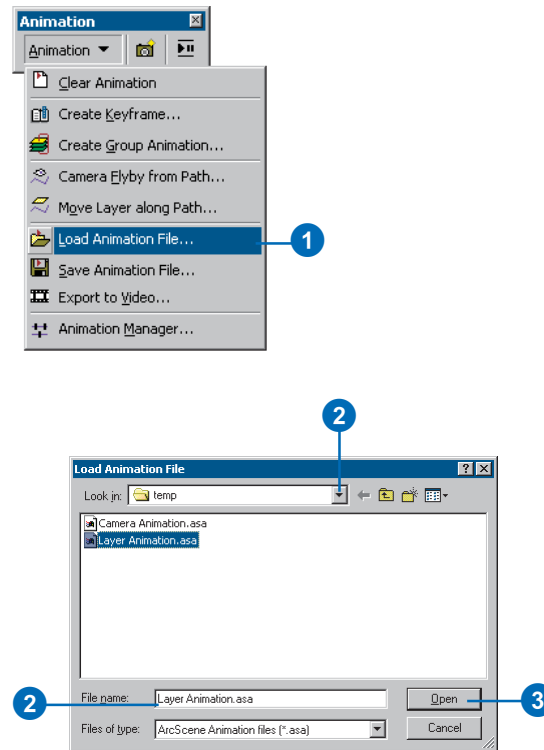 Animation
Animation
Clear Animation
Create Keyframe...
Create Group Animation...
Camera Flyby from Path...
Move Layer along Path...
Load Animation File...
1
Save Animation File...
Export to Video...
Animation Manager...
2
Load Animation File
Look in: temp
Camera Animation.asa
Layer Animation.asa
2 File name: Layer Animation.asa Open 3
Files of type: ArcScene Animation files (*.asa) Cancel